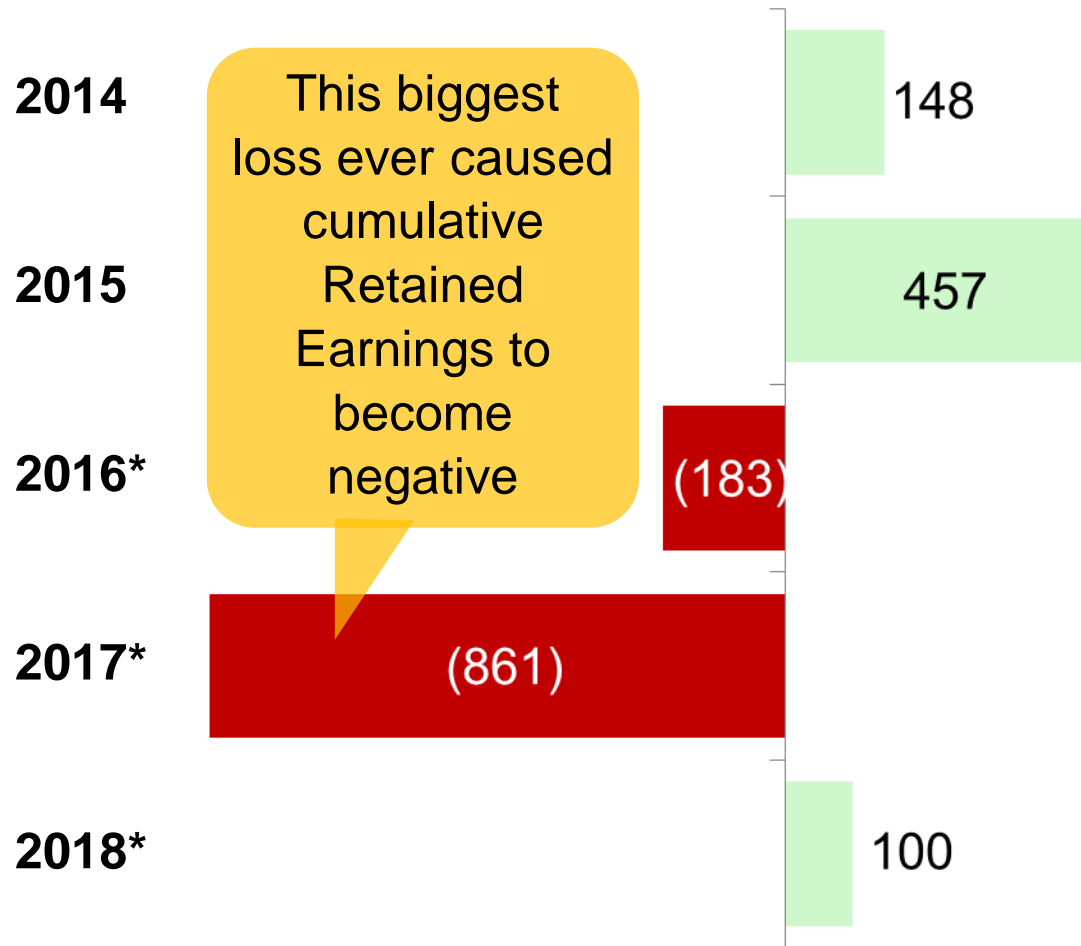 2014
148
This biggest
loss ever caused
cumulative
Retained
Earnings to
become
negative
2015
457
2016*
(183)
2017*
(861)
2018*
100